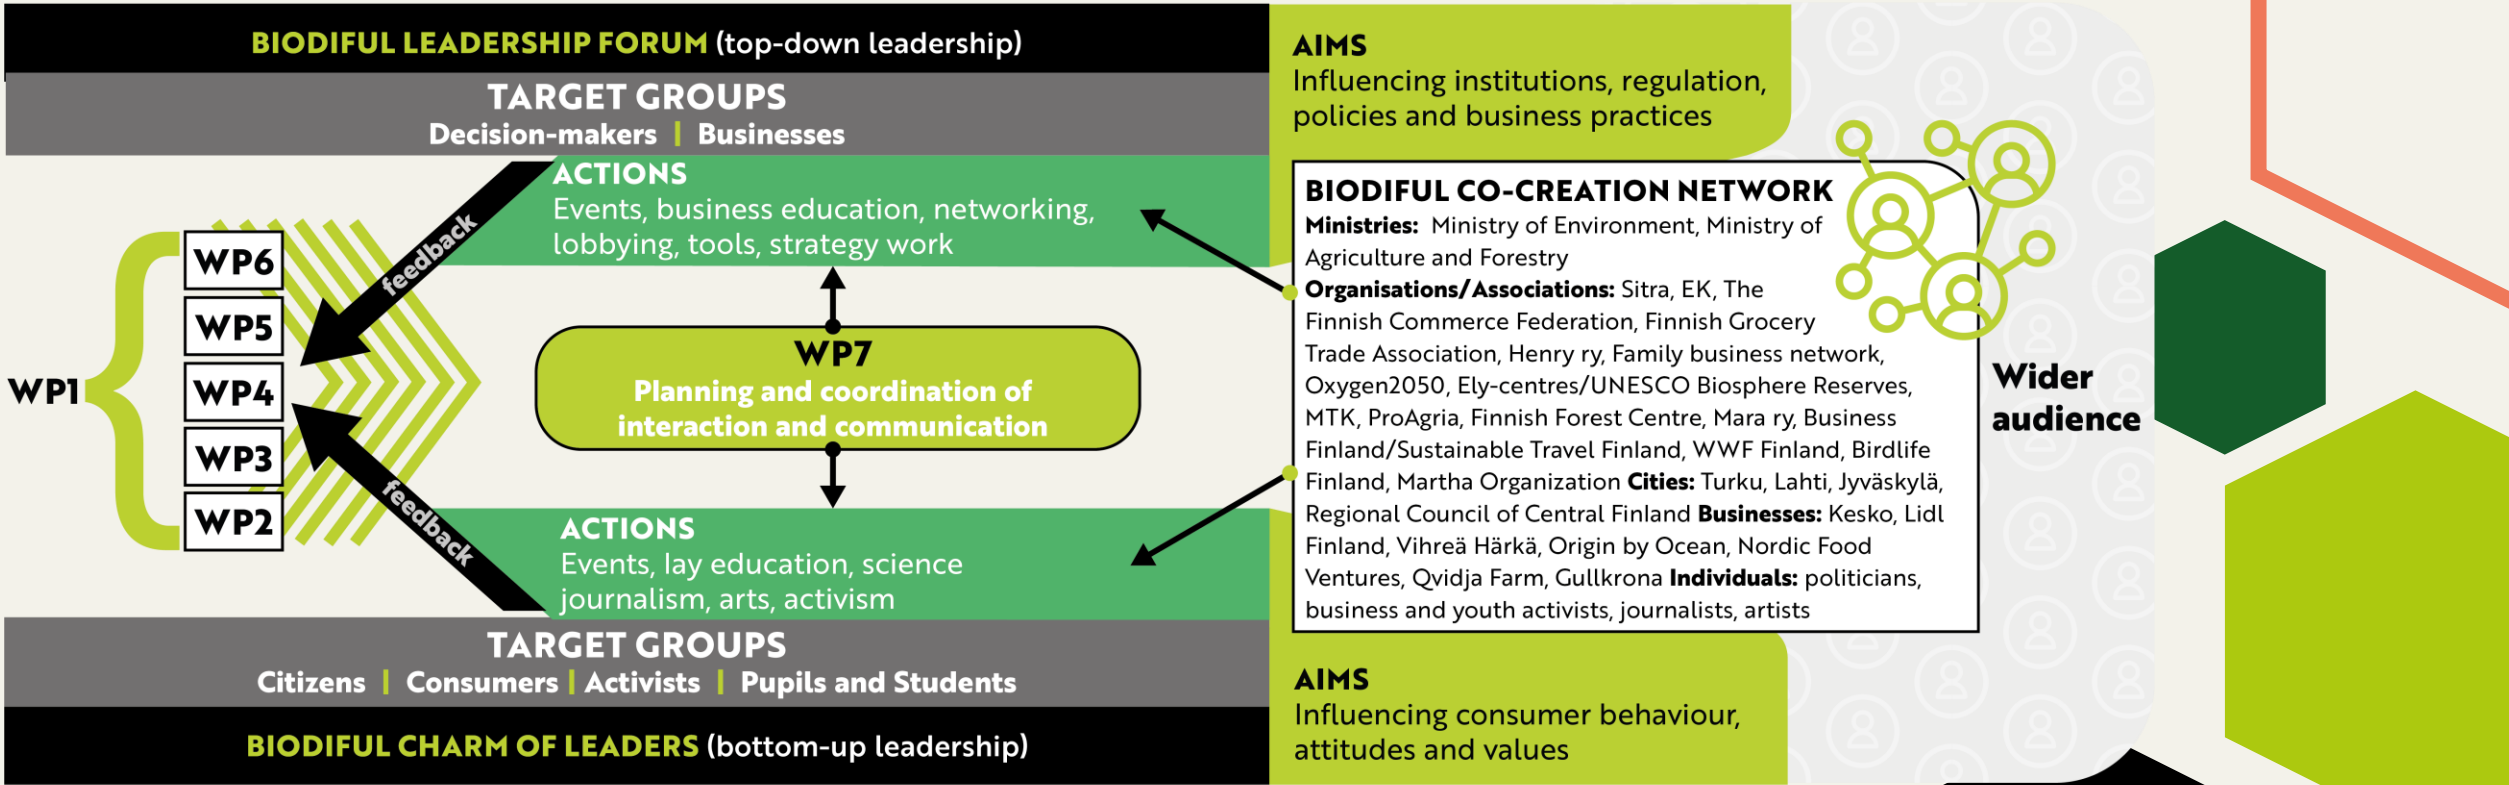 BIODIFUL LEADERSHIP FORUM (top-down leadership)
TARGET GROUPS
Decision-makers | Businesses
ACTIONS
Events, business education, networking,
lobbying, tools, strategy work
feedback
AIMS
Influencing institutions, regulation,
policies and business practices
WP1
WP6
WP5
WP4
WP3
WP2
WP7
Planning and coordination of
interaction and communication
BIODIFUL CO-CREATION NETWORK
Ministries: Ministry of Environment, Ministry of
Agriculture and Forestry
Organisations/Associations: Sitra, EK, The
Finnish Commerce Federation, Finnish Grocery
Trade Association, Henry ry, Family business network,
Oxygen2050, Ely-centres/UNESCO Biosphere Reserves,
MTK, ProAgria, Finnish Forest Centre, Mara ry, Business
Finland/Sustainable Travel Finland, WWF Finland, Birdlife
Finland, Martha Organization Cities: Turku, Lahti, Jyväskylä,
Regional Council of Central Finland Businesses: Kesko, Lidl
Finland, Vihreä Härkä, Origin by Ocean, Nordic Food
Ventures, Qvidja Farm, Gullkrona Individuals: politicians,
business and youth activists, journalists, artists
Wider
audience
feedback
ACTIONS
Events, lay education, science
journalism, arts, activism
TARGET GROUPS
Citizens | Consumers | Activists | Pupils and Students
BIODIFUL CHARM OF LEADERS (bottom-up leadership)
AIMS
Influencing consumer behaviour,
attitudes and values